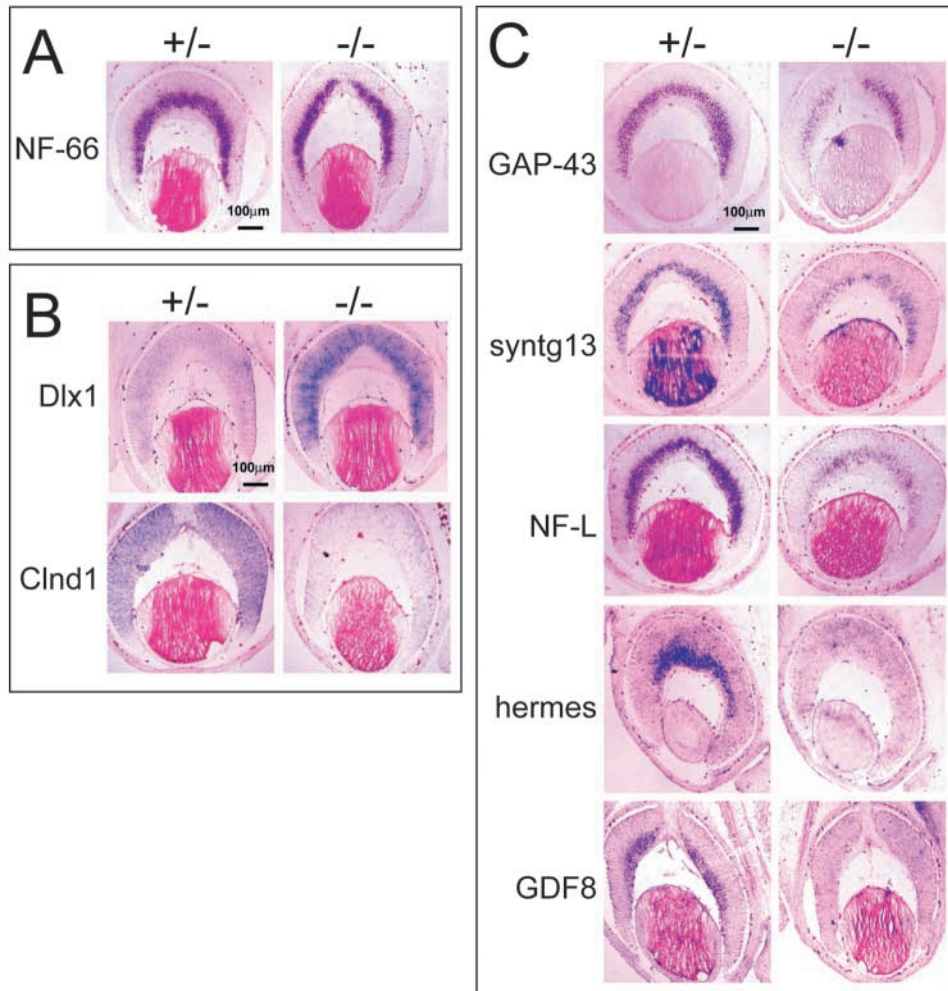 A
+/-
-/-
NF-66
100µm
B
+/-
-/-
Dlx1
100µm
Clnd1
C
+/-
-/-
GAP-43
100µm
syntg13
NF-L
hermes
GDF8